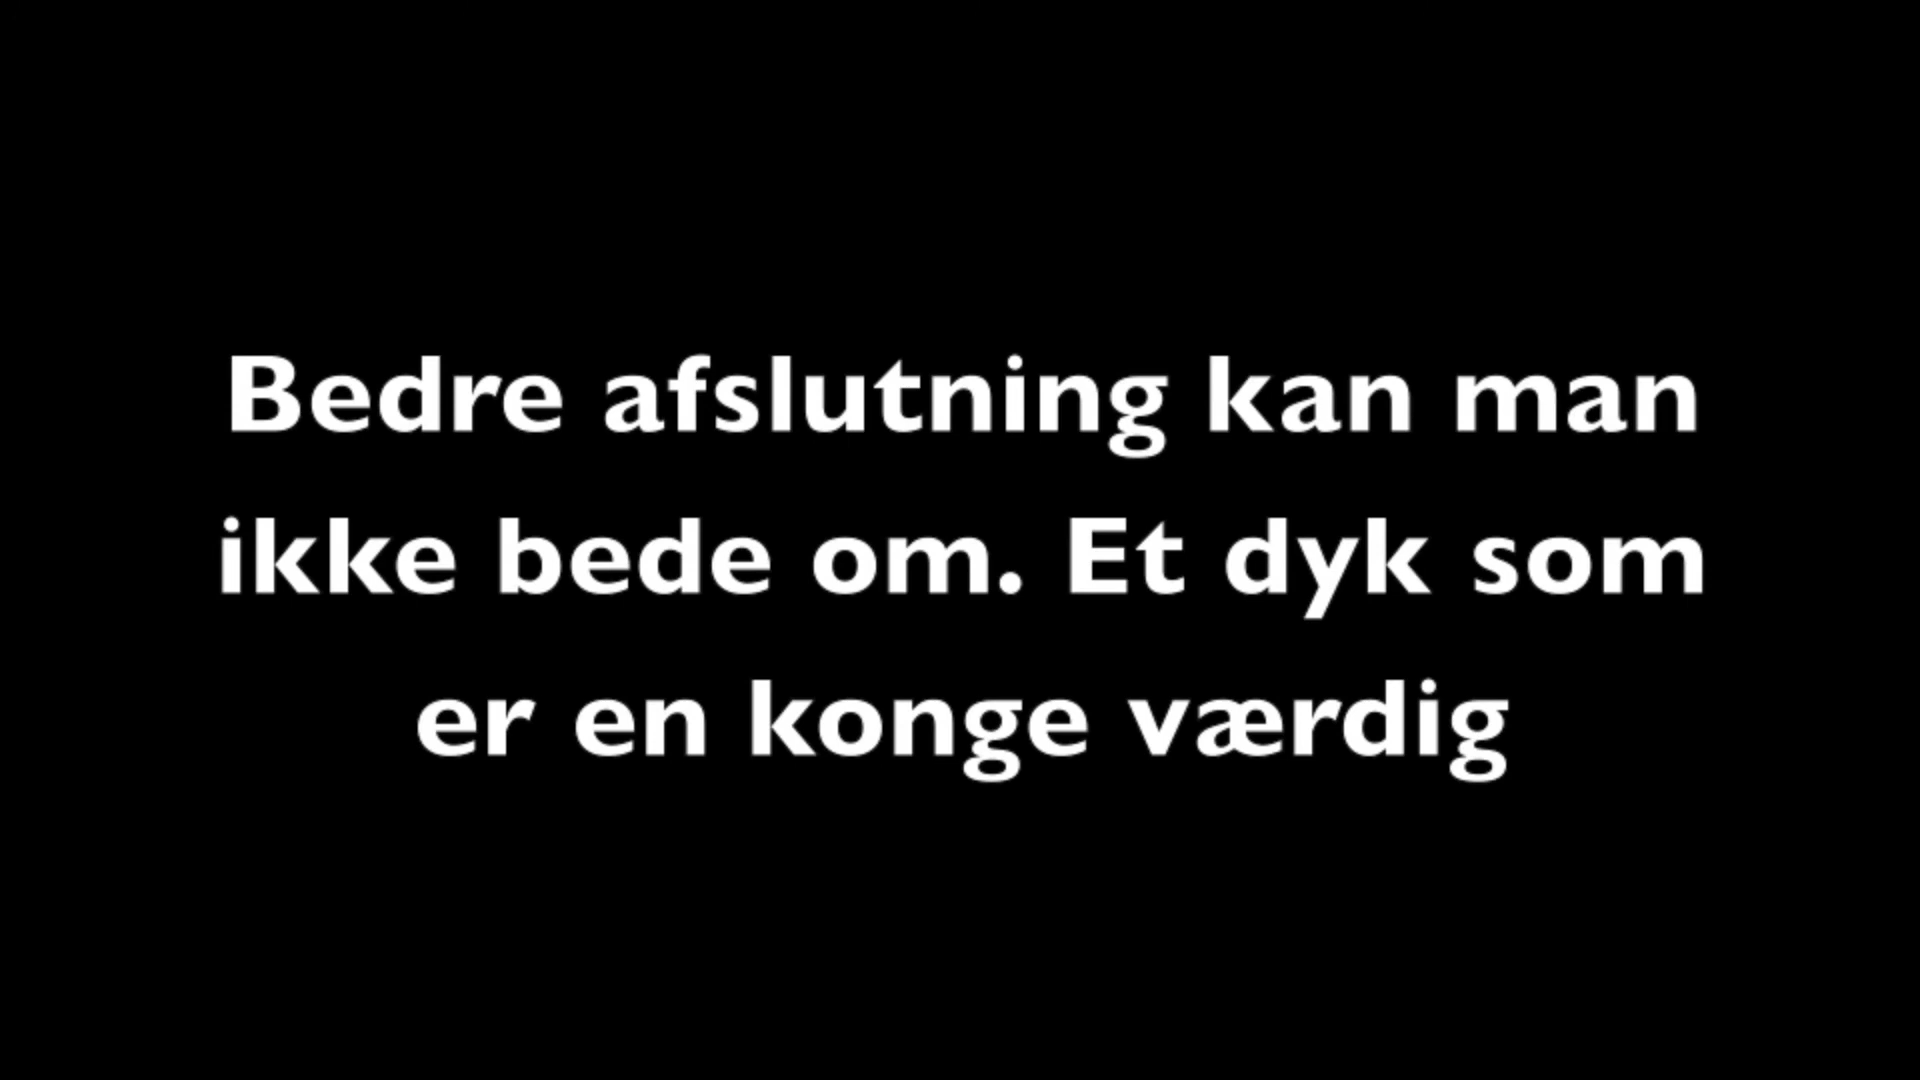 Bedre afslutning kan man
ikke bede om. Et dyk som
er en konge værdig